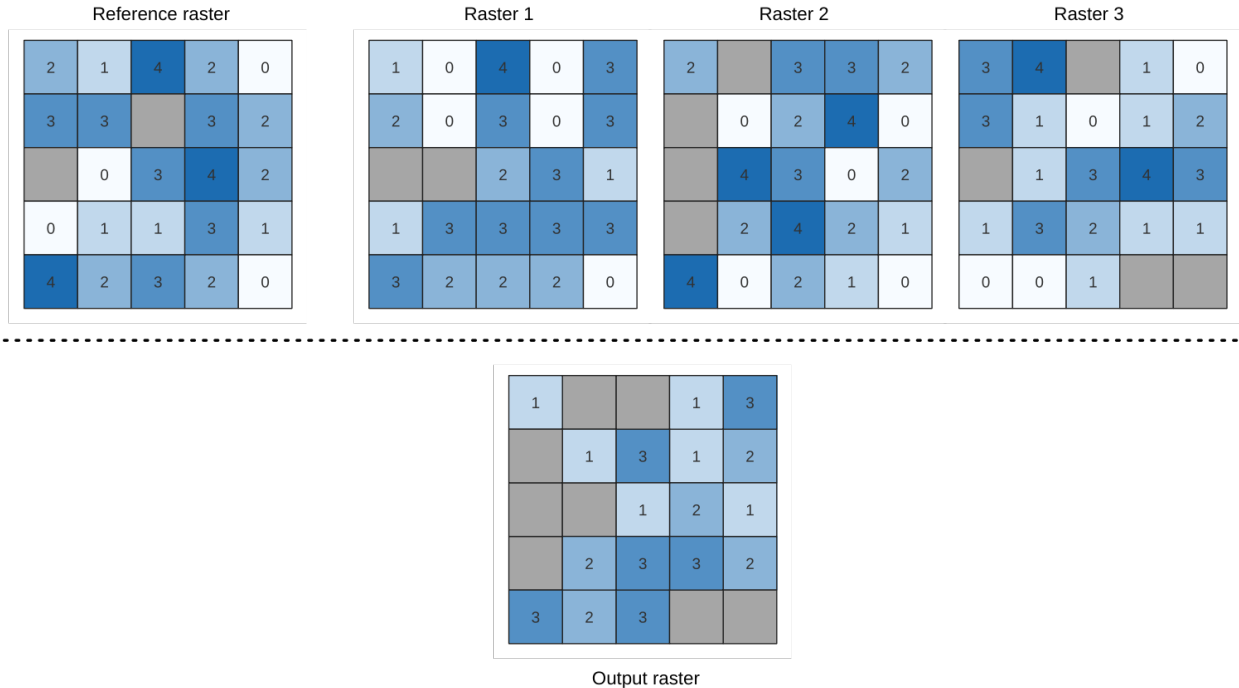 Reference raster Raster 1 Raster 2 Raster 3
2 1 4 2 0 1 0 4 0 3 2 3 3 2 3 4 1 0
3 3 3 2 2 0 3 0 3 0 2 4 0 3 1 0 1 2
0 3 4 2 2 3 1 4 3 0 2 1 3 4 3
0 1 1 3 1 1 3 3 3 3 2 4 2 1 1 3 2 1 1
4 2 3 2 0 3 2 2 2 0 4 0 2 1 0 0 0 1
1 1 3
1 3 1 2
1 2 1
2 3 3 2
3 2 3
Output raster